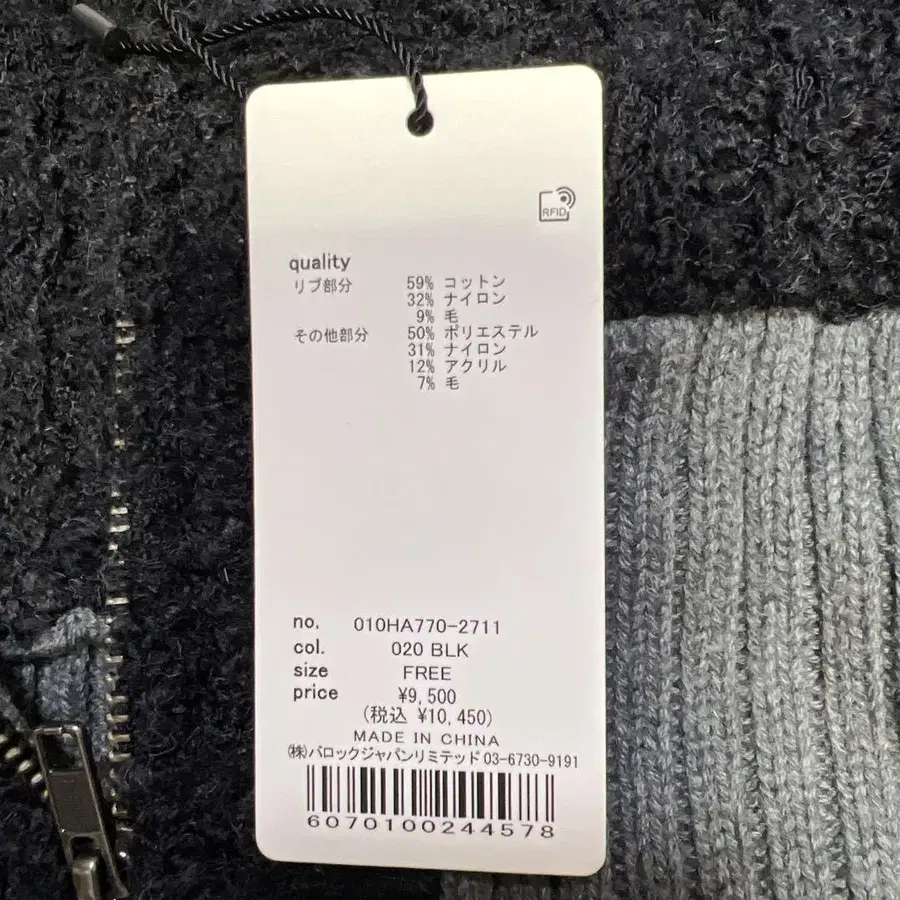 RFID
quality
リブ部分 59% コットン
32% ナイロン
9% 毛
その他部分 50% ポリエステル
31% ナイロン
12% アクリル
7% 毛
no. 010HA770-2711
col. 020 BLK
size FREE
price ¥9,500
(税込 ¥10,450)
MADE IN CHINA
㈱バロックジャパンリミテッド 03-6730-9191
6070100244578